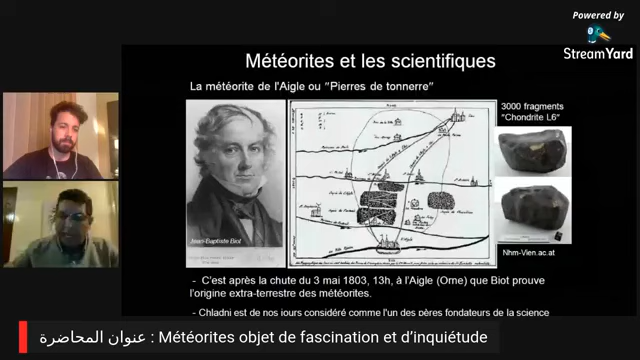 Powered by
StreamYard
Météorites et les scientifiques
La météorite de l'Aigle ou “Pierres de tonnerre”
3000 fragments
“Chondrite L6”
Jean-Baptiste Biot
Nhm-Vien.ac.at
- C'est après la chute du 3 mai 1803, 13h, à l'Aigle (Orne) que Biot prouve
l'origine extra-terrestre des météorites.
- Chladni est de nos jours considéré comme l'un des pères fondateurs de la science
عنوان المحاضرة : Météorites objet de fascination et d'inquiétude